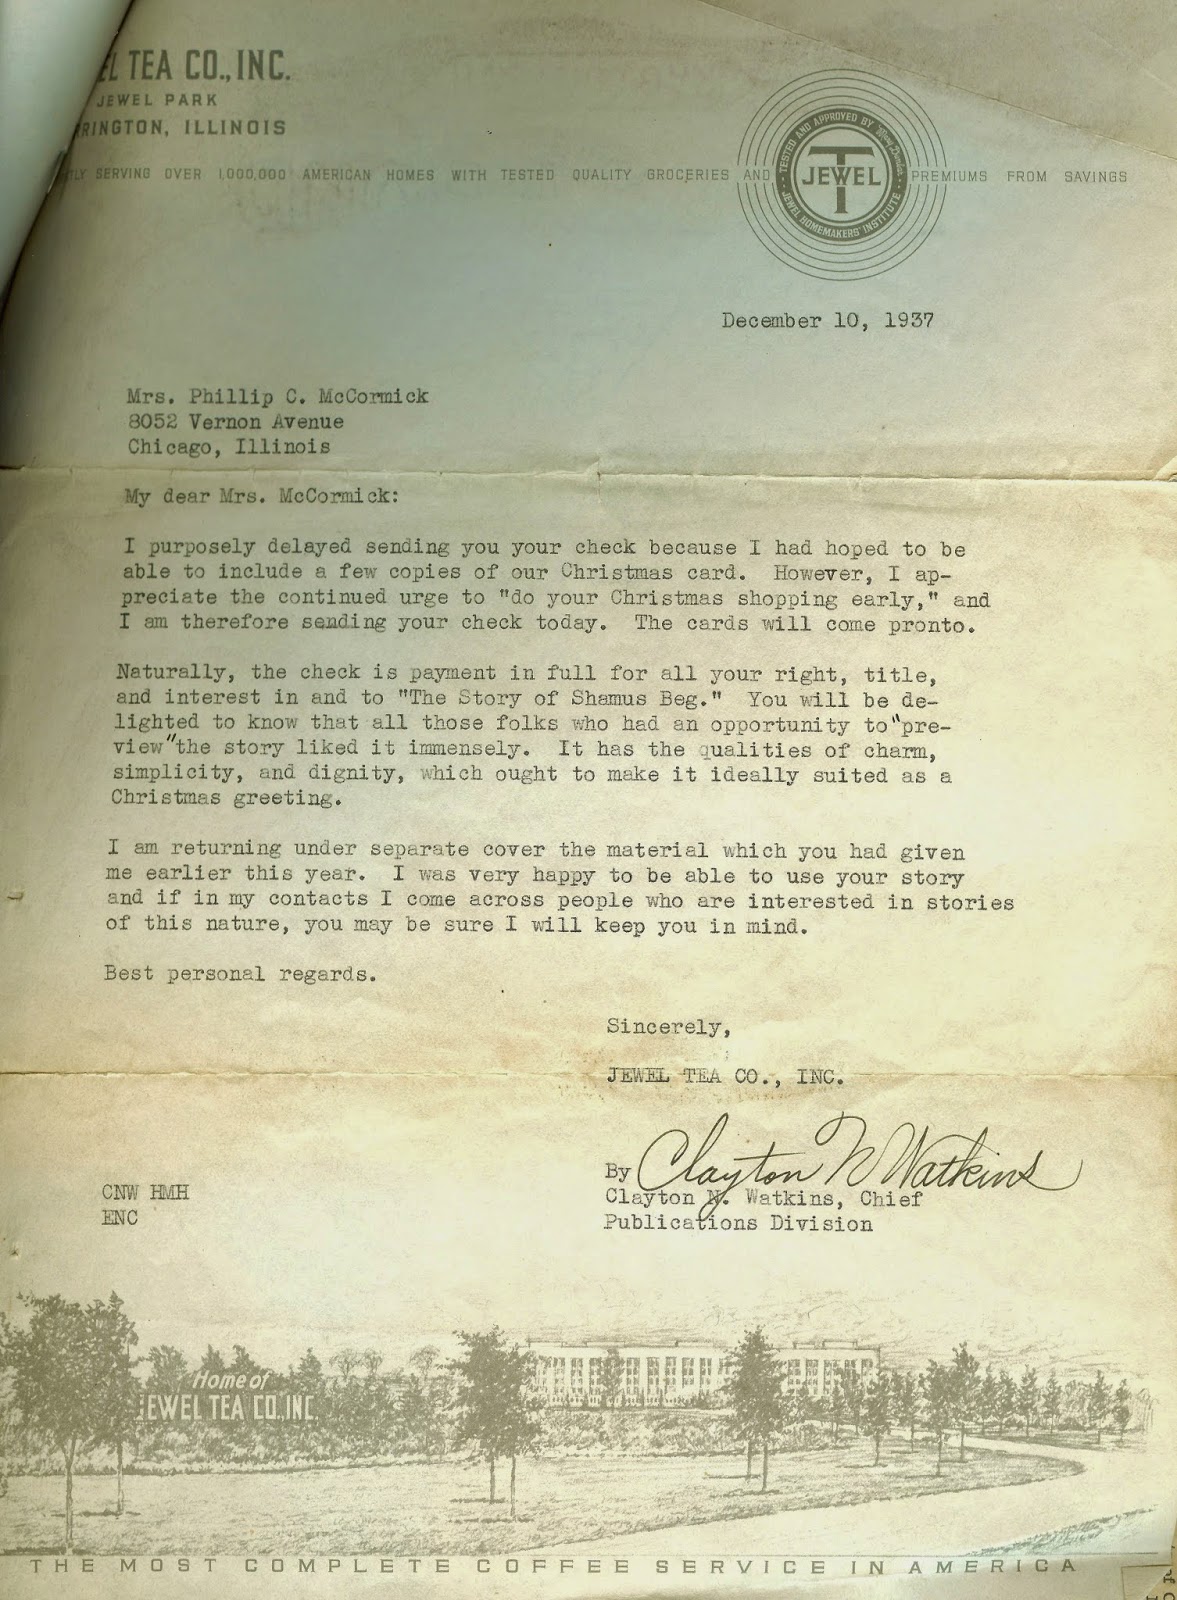 EL TEA CO., INC.
JEWEL PARK
RINGTON, ILLINOIS
SERVING OVER 1,000,000 AMERICAN HOMES WITH TESTED QUALITY GROCERIES AND PREMIUMS FROM SAVINGS
TESTED AND APPROVED BY Mary Dunbar
T
JEWEL
JEWEL HOMEMAKERS' INSTITUTE
December 10, 1937
Mrs. Phillip C. McCormick
8052 Vernon Avenue
Chicago, Illinois
My dear Mrs. McCormick:
I purposely delayed sending you your check because I had hoped to be
able to include a few copies of our Christmas card. However, I ap-
preciate the continued urge to "do your Christmas shopping early," and
I am therefore sending your check today. The cards will come pronto.
Naturally, the check is payment in full for all your right, title,
and interest in and to "The Story of Shamus Beg." You will be de-
lighted to know that all those folks who had an opportunity to "pre-
view" the story liked it immensely. It has the qualities of charm,
simplicity, and dignity, which ought to make it ideally suited as a
Christmas greeting.
I am returning under separate cover the material which you had given
me earlier this year. I was very happy to be able to use your story
and if in my contacts I come across people who are interested in stories
of this nature, you may be sure I will keep you in mind.
Best personal regards.
Sincerely,
JEWEL TEA CO., INC.
By Clayton N Watkins
Clayton N. Watkins, Chief
Publications Division
CNW HMH
ENC
Home of
JEWEL TEA CO., INC.
THE MOST COMPLETE COFFEE SERVICE IN AMERICA